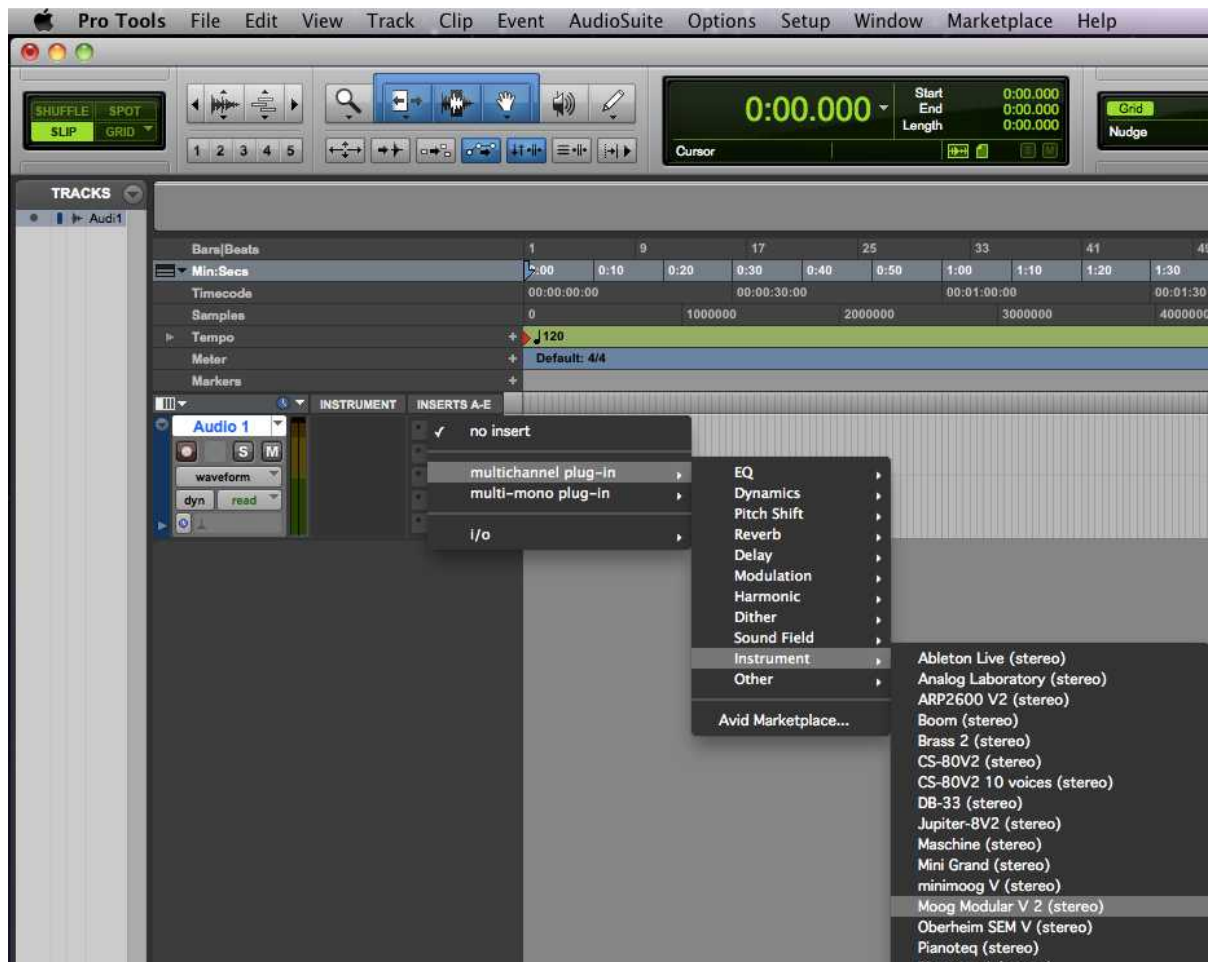 Pro Tools File Edit View Track Clip Event AudioSuite Options Setup Window Marketplace Help
SHUFFLE SPOT
SLIP GRID
1 2 3 4 5
0:00.000
Start 0:00.000
End 0:00.000
Length 0:00.000
Cursor
Grid
Nudge
TRACKS
Audi1
Bars|Beats 1 9 17 25 33 41 49
Min:Secs 0:00 0:10 0:20 0:30 0:40 0:50 1:00 1:10 1:20 1:30
Timecode 00:00:00:00 00:00:30:00 00:01:00:00 00:01:30
Samples 0 1000000 2000000 3000000 4000000
Tempo + 120
Meter + Default: 4/4
Markers +
INSTRUMENT INSERTS A-E
Audio 1
S M
waveform
dyn read
✓ no insert
multichannel plug-in
multi-mono plug-in
i/o
EQ
Dynamics
Pitch Shift
Reverb
Delay
Modulation
Harmonic
Dither
Sound Field
Instrument
Other
Avid Marketplace...
Ableton Live (stereo)
Analog Laboratory (stereo)
ARP2600 V2 (stereo)
Boom (stereo)
Brass 2 (stereo)
CS-80V2 (stereo)
CS-80V2 10 voices (stereo)
DB-33 (stereo)
Jupiter-8V2 (stereo)
Maschine (stereo)
Mini Grand (stereo)
minimoog V (stereo)
Moog Modular V 2 (stereo)
Oberheim SEM V (stereo)
Pianoteq (stereo)